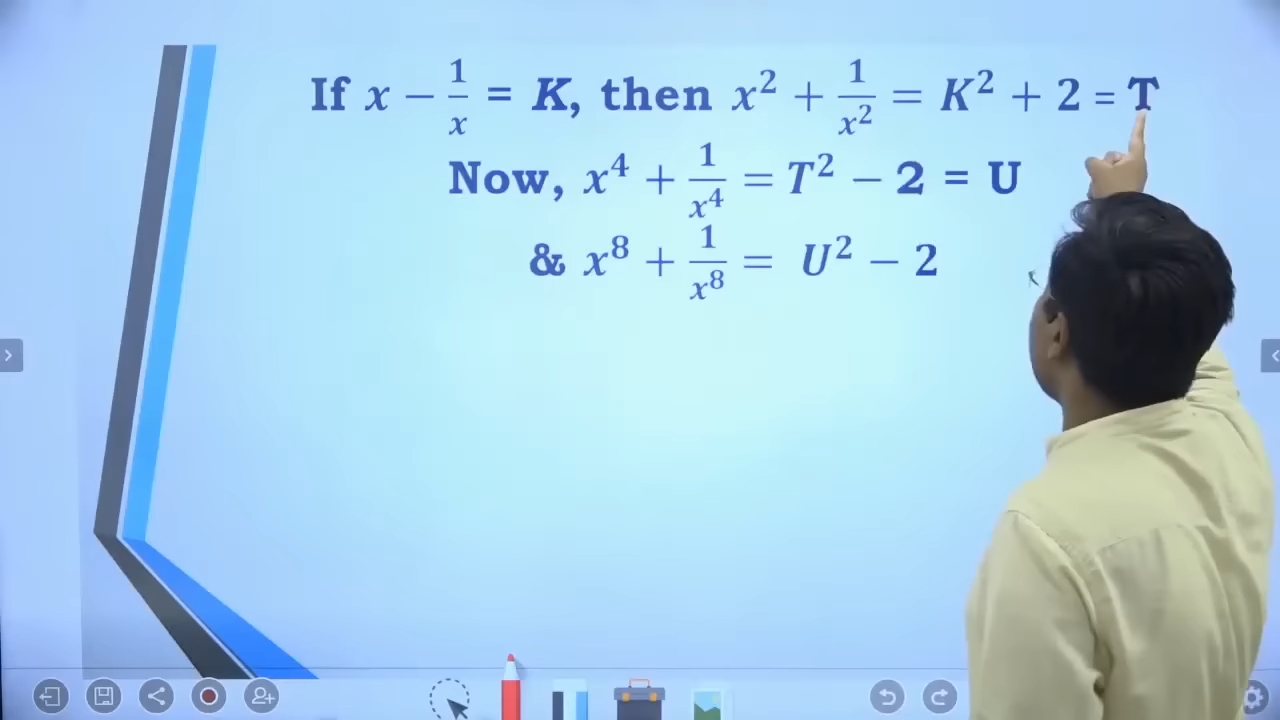 If x − 1/x = K, then x² + 1/x² = K² + 2 = T
Now, x⁴ + 1/x⁴ = T² − 2 = U
& x⁸ + 1/x⁸ = U² − 2